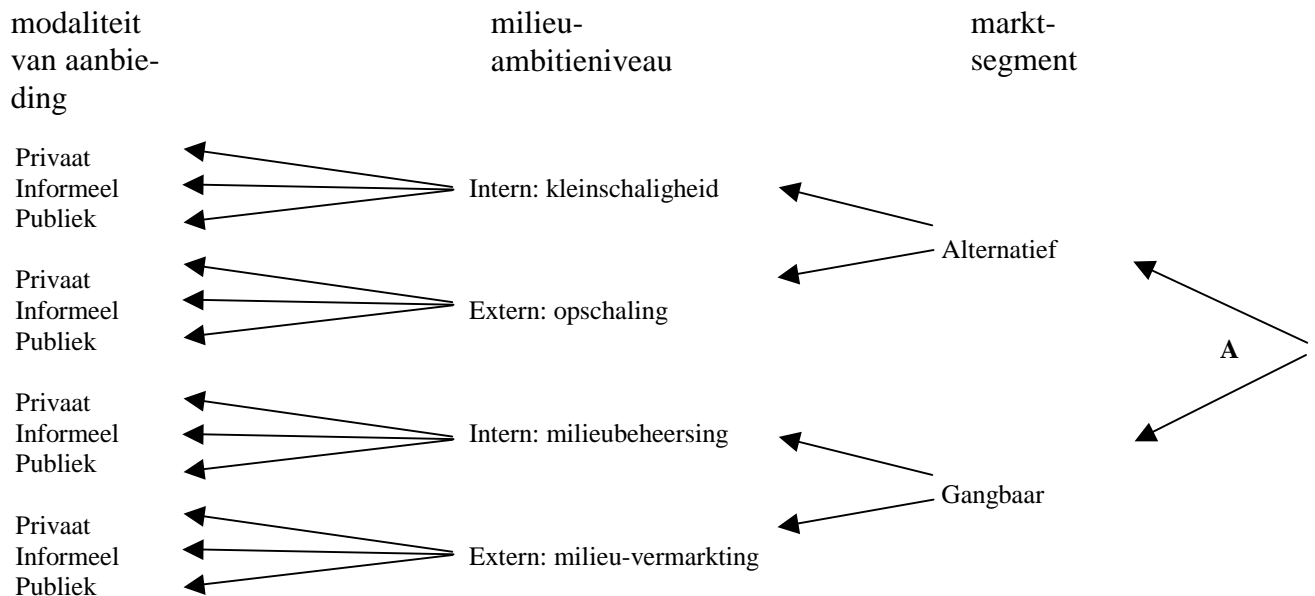 modaliteit
van aanbie-
ding
milieu-
ambitieniveau
markt-
segment
Privaat
Informeel
Publiek
Intern: kleinschaligheid
Alternatief
Privaat
Informeel
Publiek
Extern: opschaling
A
Privaat
Informeel
Publiek
Intern: milieubeheersing
Gangbaar
Privaat
Informeel
Publiek
Extern: milieu-vermarkting